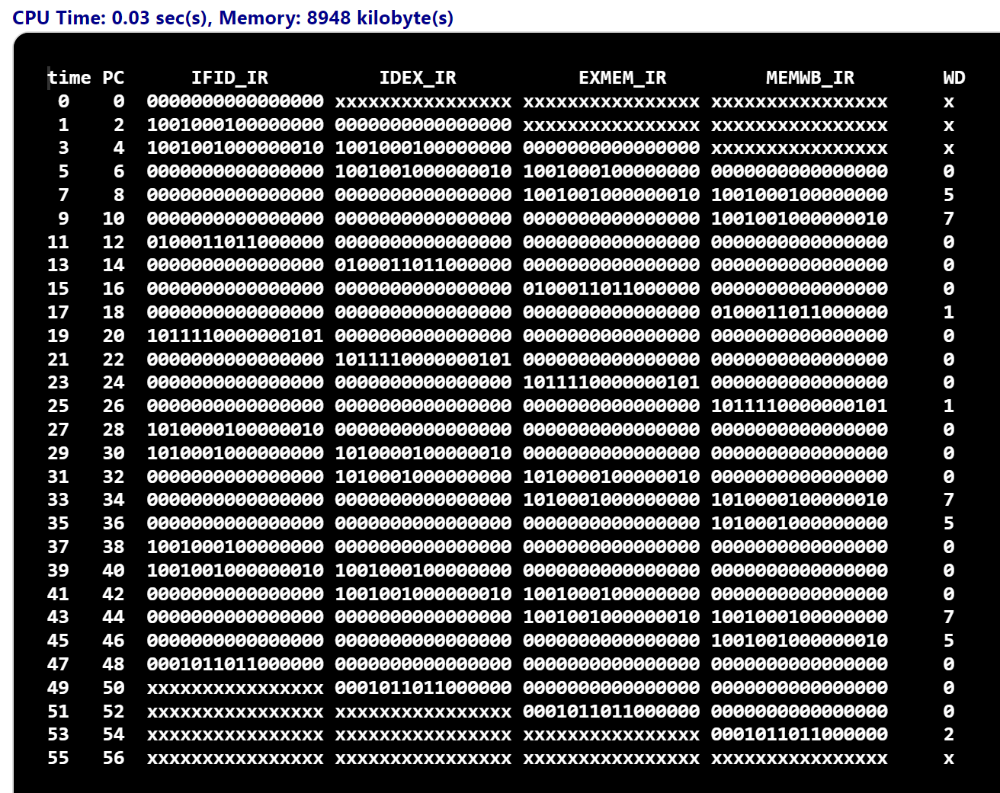 CPU Time: 0.03 sec(s), Memory: 8948 kilobyte(s)
time PC      IFID_IR          IDEX_IR           EXMEM_IR         MEMWB_IR        WD
 0    0  0000000000000000 xxxxxxxxxxxxxxxx xxxxxxxxxxxxxxxx xxxxxxxxxxxxxxxx     x
 1    2  1001000100000000 0000000000000000 xxxxxxxxxxxxxxxx xxxxxxxxxxxxxxxx     x
 3    4  1001001000000010 1001000100000000 0000000000000000 xxxxxxxxxxxxxxxx     x
 5    6  0000000000000000 1001001000000010 1001000100000000 0000000000000000     0
 7    8  0000000000000000 0000000000000000 1001001000000010 1001000100000000     5
 9   10  0000000000000000 0000000000000000 0000000000000000 1001001000000010     7
11   12  0100011011000000 0000000000000000 0000000000000000 0000000000000000     0
13   14  0000000000000000 0100011011000000 0000000000000000 0000000000000000     0
15   16  0000000000000000 0000000000000000 0100011011000000 0000000000000000     0
17   18  0000000000000000 0000000000000000 0000000000000000 0100011011000000     1
19   20  1011110000000101 0000000000000000 0000000000000000 0000000000000000     0
21   22  0000000000000000 1011110000000101 0000000000000000 0000000000000000     0
23   24  0000000000000000 0000000000000000 1011110000000101 0000000000000000     0
25   26  0000000000000000 0000000000000000 0000000000000000 1011110000000101     1
27   28  1010000100000010 0000000000000000 0000000000000000 0000000000000000     0
29   30  1010001000000000 1010000100000010 0000000000000000 0000000000000000     0
31   32  0000000000000000 1010001000000000 1010000100000010 0000000000000000     0
33   34  0000000000000000 0000000000000000 1010001000000000 1010000100000010     7
35   36  0000000000000000 0000000000000000 0000000000000000 1010001000000000     5
37   38  1001000100000000 0000000000000000 0000000000000000 0000000000000000     0
39   40  1001001000000010 1001000100000000 0000000000000000 0000000000000000     0
41   42  0000000000000000 1001001000000010 1001000100000000 0000000000000000     0
43   44  0000000000000000 0000000000000000 1001001000000010 1001000100000000     7
45   46  0000000000000000 0000000000000000 0000000000000000 1001001000000010     5
47   48  0001011011000000 0000000000000000 0000000000000000 0000000000000000     0
49   50  xxxxxxxxxxxxxxxx 0001011011000000 0000000000000000 0000000000000000     0
51   52  xxxxxxxxxxxxxxxx xxxxxxxxxxxxxxxx 0001011011000000 0000000000000000     0
53   54  xxxxxxxxxxxxxxxx xxxxxxxxxxxxxxxx xxxxxxxxxxxxxxxx 0001011011000000     2
55   56  xxxxxxxxxxxxxxxx xxxxxxxxxxxxxxxx xxxxxxxxxxxxxxxx xxxxxxxxxxxxxxxx     x